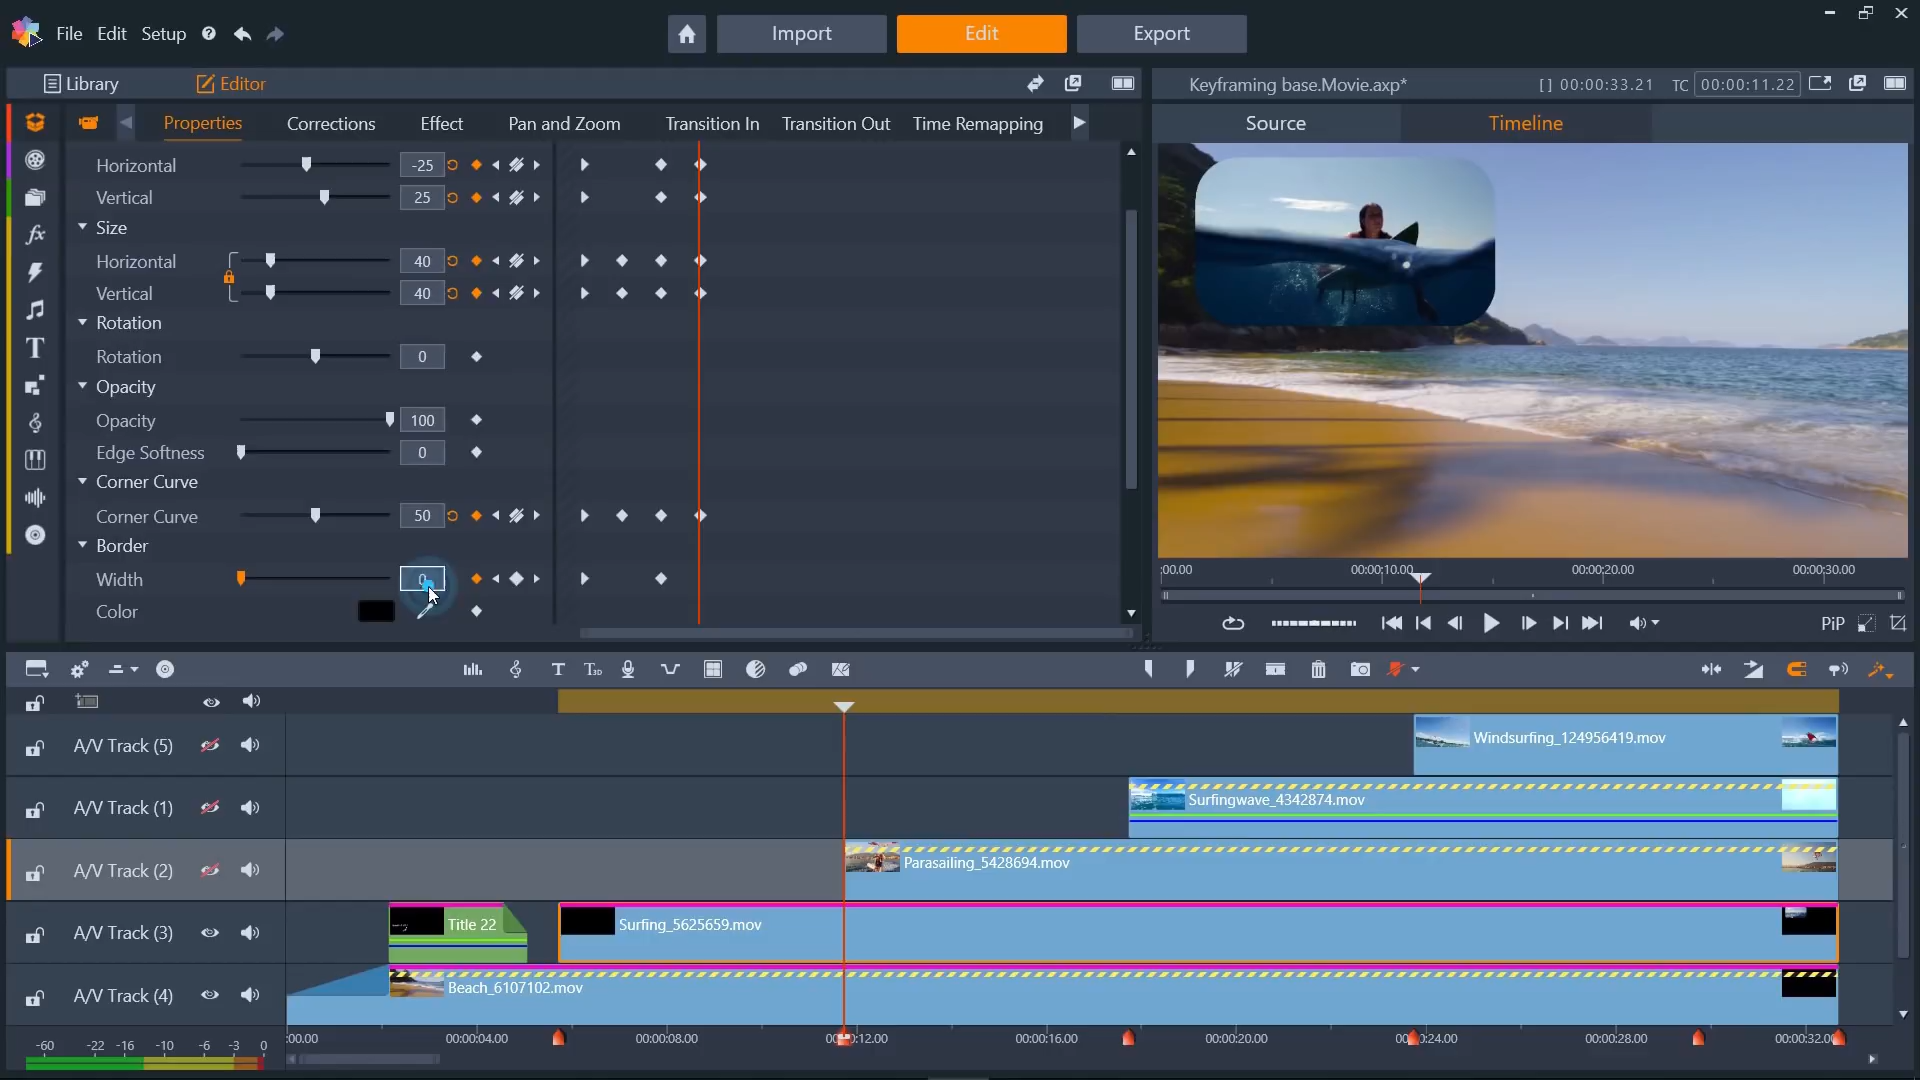 File Edit Setup
Import Edit Export
Library Editor
Keyframing base.Movie.axp* [ ] 00:00:33.21 TC 00:00:11.22
Properties Corrections Effect Pan and Zoom Transition In Transition Out Time Remapping
Source Timeline
Horizontal -25
Vertical 25
Size
Horizontal 40
Vertical 40
Rotation
Rotation 0
Opacity
Opacity 100
Edge Softness 0
Corner Curve
Corner Curve 50
Border
Width 0
Color
:00.00 00:00:10.00 00:00:20.00 00:00:30.00
PiP
A/V Track (5) Windsurfing_124956419.mov
A/V Track (1) Surfingwave_4342874.mov
A/V Track (2) Parasailing_5428694.mov
A/V Track (3) Title 22 Surfing_5625659.mov
A/V Track (4) Beach_6107102.mov
-60 -22 -16 -10 -6 -3 0
:00.00 00:00:04.00 00:00:08.00 00:00:12.00 00:00:16.00 00:00:20.00 00:00:24.00 00:00:28.00 00:00:32.00